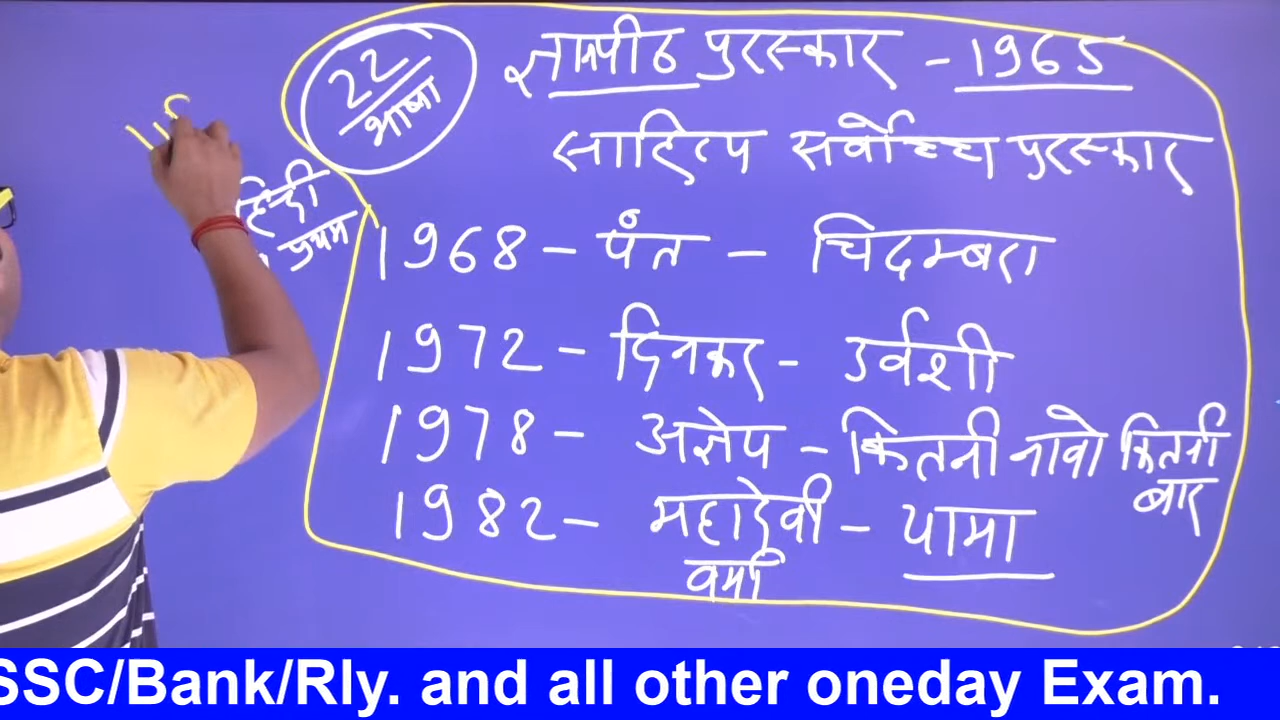 22
भाषा
ज्ञानपीठ पुरस्कार - 1965
साहित्य सर्वोच्च पुरस्कार
हिन्दी
प्रथम
1968 - पंत - चिदम्बरा
1972 - दिनकर - उर्वशी
1978 - अज्ञेय - कितनी नावो कितनी
बार
1982 - महादेवी - यामा
वर्मा
SSC/Bank/Rly. and all other oneday Exam.